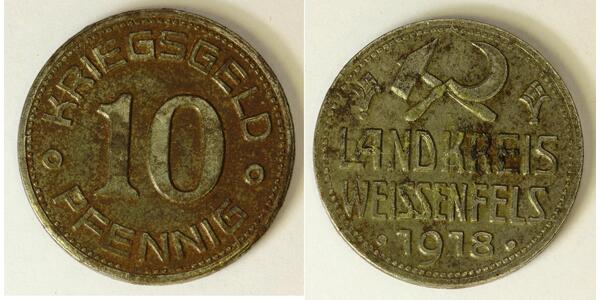 KRIEGSGELD
10
PFENNIG
LANDKREIS
WEISSENFELS
1918